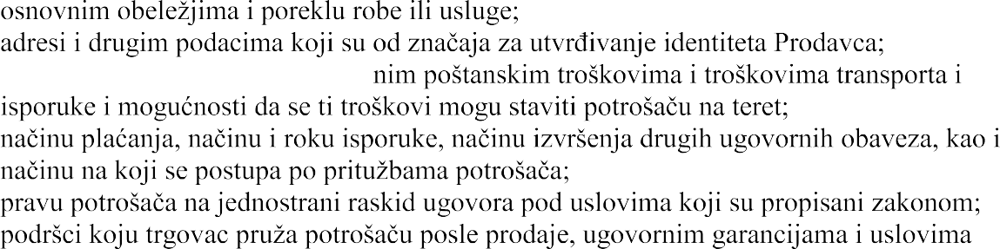 osnovnim obeležjima i poreklu robe ili usluge;
adresi i drugim podacima koji su od značaja za utvrđivanje identiteta Prodavca;
nim poštanskim troškovima i troškovima transporta i
isporuke i mogućnosti da se ti troškovi mogu staviti potrošaču na teret;
načinu plaćanja, načinu i roku isporuke, načinu izvršenja drugih ugovornih obaveza, kao i
načinu na koji se postupa po pritužbama potrošača;
pravu potrošača na jednostrani raskid ugovora pod uslovima koji su propisani zakonom;
podršci koju trgovac pruža potrošaču posle prodaje, ugovornim garancijama i uslovima